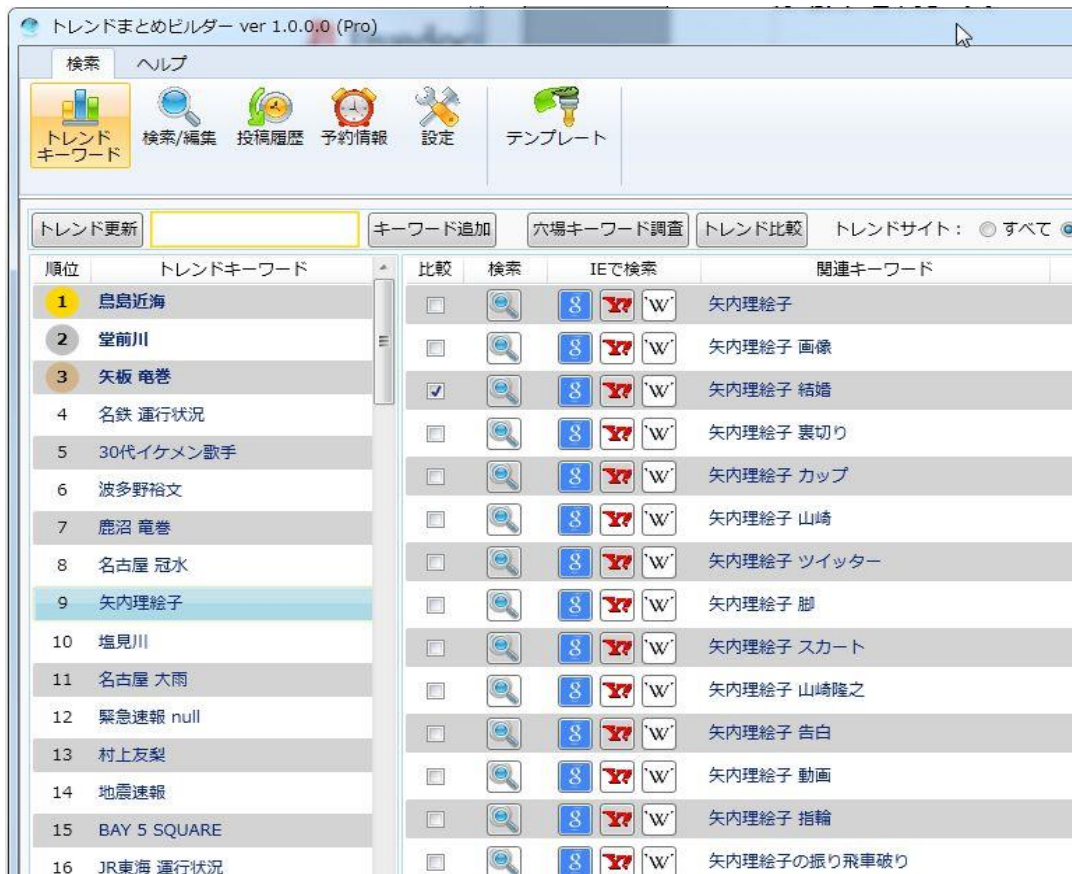 トレンドまとめビルダー ver 1.0.0.0 (Pro)
検索 ヘルプ
トレンドキーワード 検索/編集 投稿履歴 予約情報 設定 テンプレート
トレンド更新 キーワード追加 穴場キーワード調査 トレンド比較 トレンドサイト： すべて
順位 トレンドキーワード 比較 検索 IEで検索 関連キーワード
1 鳥島近海
2 堂前川
3 矢板 竜巻
4 名鉄 運行状況
5 30代イケメン歌手
6 波多野裕文
7 鹿沼 竜巻
8 名古屋 冠水
9 矢内理絵子
10 塩見川
11 名古屋 大雨
12 緊急速報 null
13 村上友梨
14 地震速報
15 BAY 5 SQUARE
16 JR東海 運行状況
8 Y! W 矢内理絵子
8 Y! W 矢内理絵子 画像
8 Y! W 矢内理絵子 結婚
8 Y! W 矢内理絵子 裏切り
8 Y! W 矢内理絵子 カップ
8 Y! W 矢内理絵子 山崎
8 Y! W 矢内理絵子 ツイッター
8 Y! W 矢内理絵子 脚
8 Y! W 矢内理絵子 スカート
8 Y! W 矢内理絵子 山崎隆之
8 Y! W 矢内理絵子 告白
8 Y! W 矢内理絵子 動画
8 Y! W 矢内理絵子 指輪
8 Y! W 矢内理絵子の振り飛車破り